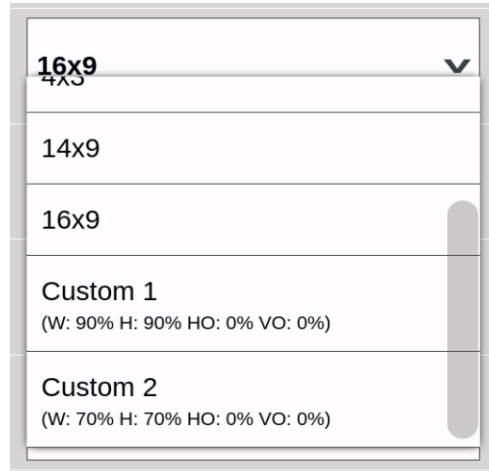 16x9
4x3
14x9
16x9
Custom 1
(W: 90% H: 90% HO: 0% VO: 0%)
Custom 2
(W: 70% H: 70% HO: 0% VO: 0%)